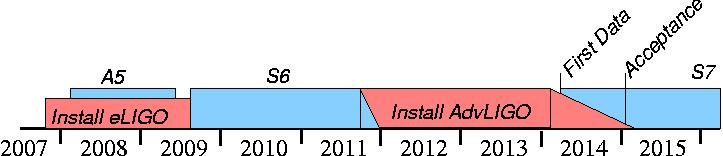 First Data
Acceptance
A5
S6
S7
Install eLIGO
Install AdvLIGO
2007 2008 2009 2010 2011 2012 2013 2014 2015